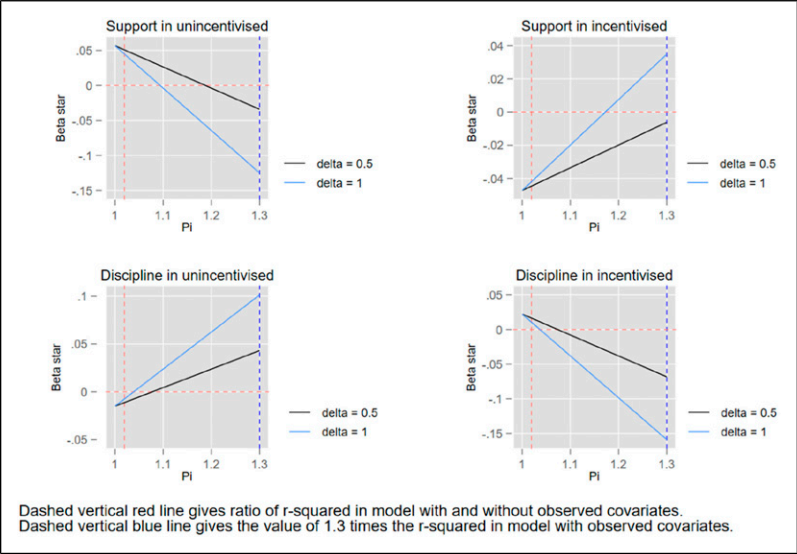 Support in unincentivised
Support in incentivised
.05
0
-.05
-.1
-.15
Beta star
1
1.1
1.2
1.3
Pi
delta = 0.5
delta = 1
.04
.02
0
-.02
-.04
Beta star
1
1.1
1.2
1.3
Pi
delta = 0.5
delta = 1
Discipline in unincentivised
Discipline in incentivised
.1
.05
0
-.05
Beta star
1
1.1
1.2
1.3
Pi
delta = 0.5
delta = 1
.05
0
-.05
-.1
-.15
Beta star
1
1.1
1.2
1.3
Pi
delta = 0.5
delta = 1
Dashed vertical red line gives ratio of r-squared in model with and without observed covariates.
Dashed vertical blue line gives the value of 1.3 times the r-squared in model with observed covariates.